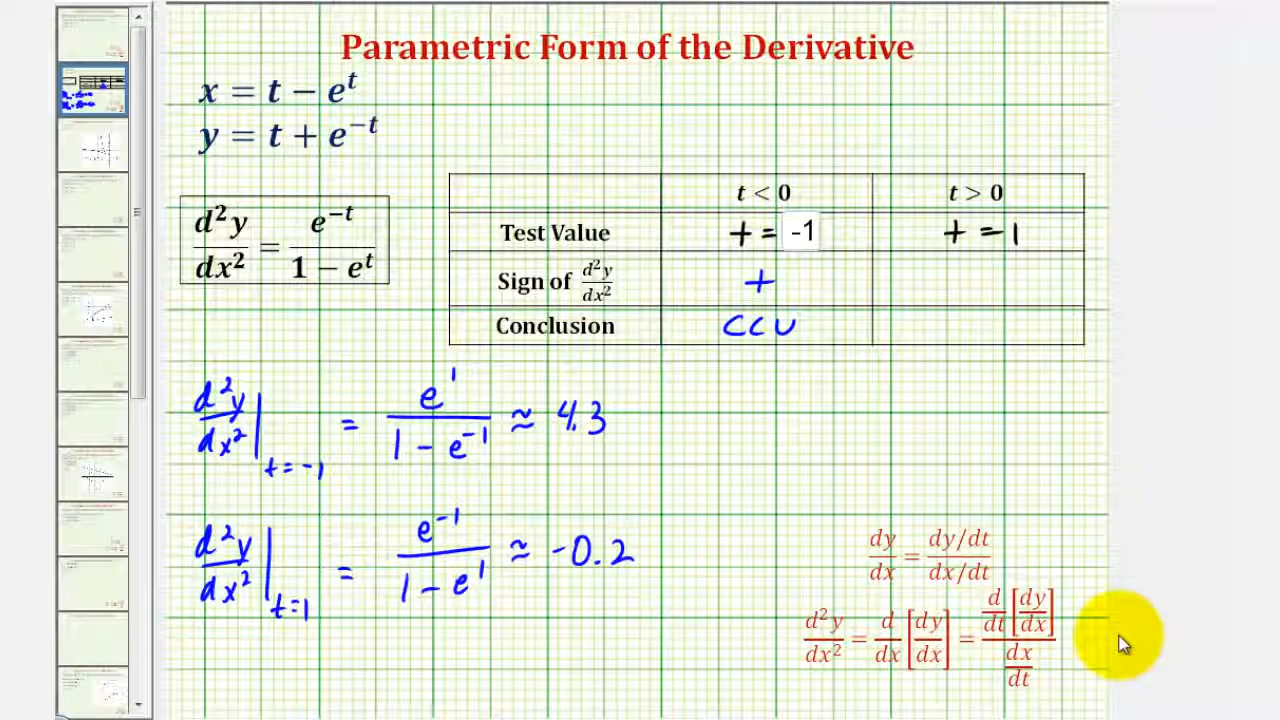 Parametric Form of the Derivative
x = t − e^t
y = t + e^{−t}
d²y/dx² = e^{−t}/(1 − e^t)
t < 0 t > 0
Test Value t = -1 t = 1
Sign of d²y/dx² +
Conclusion CCU
d²y/dx² |_{t=-1} = e^1/(1 − e^{-1}) ≈ 4.3
d²y/dx² |_{t=1} = e^{-1}/(1 − e^1) ≈ -0.2
dy/dx = (dy/dt)/(dx/dt)
d²y/dx² = d/dx [dy/dx] = (d/dt [dy/dx])/(dx/dt)